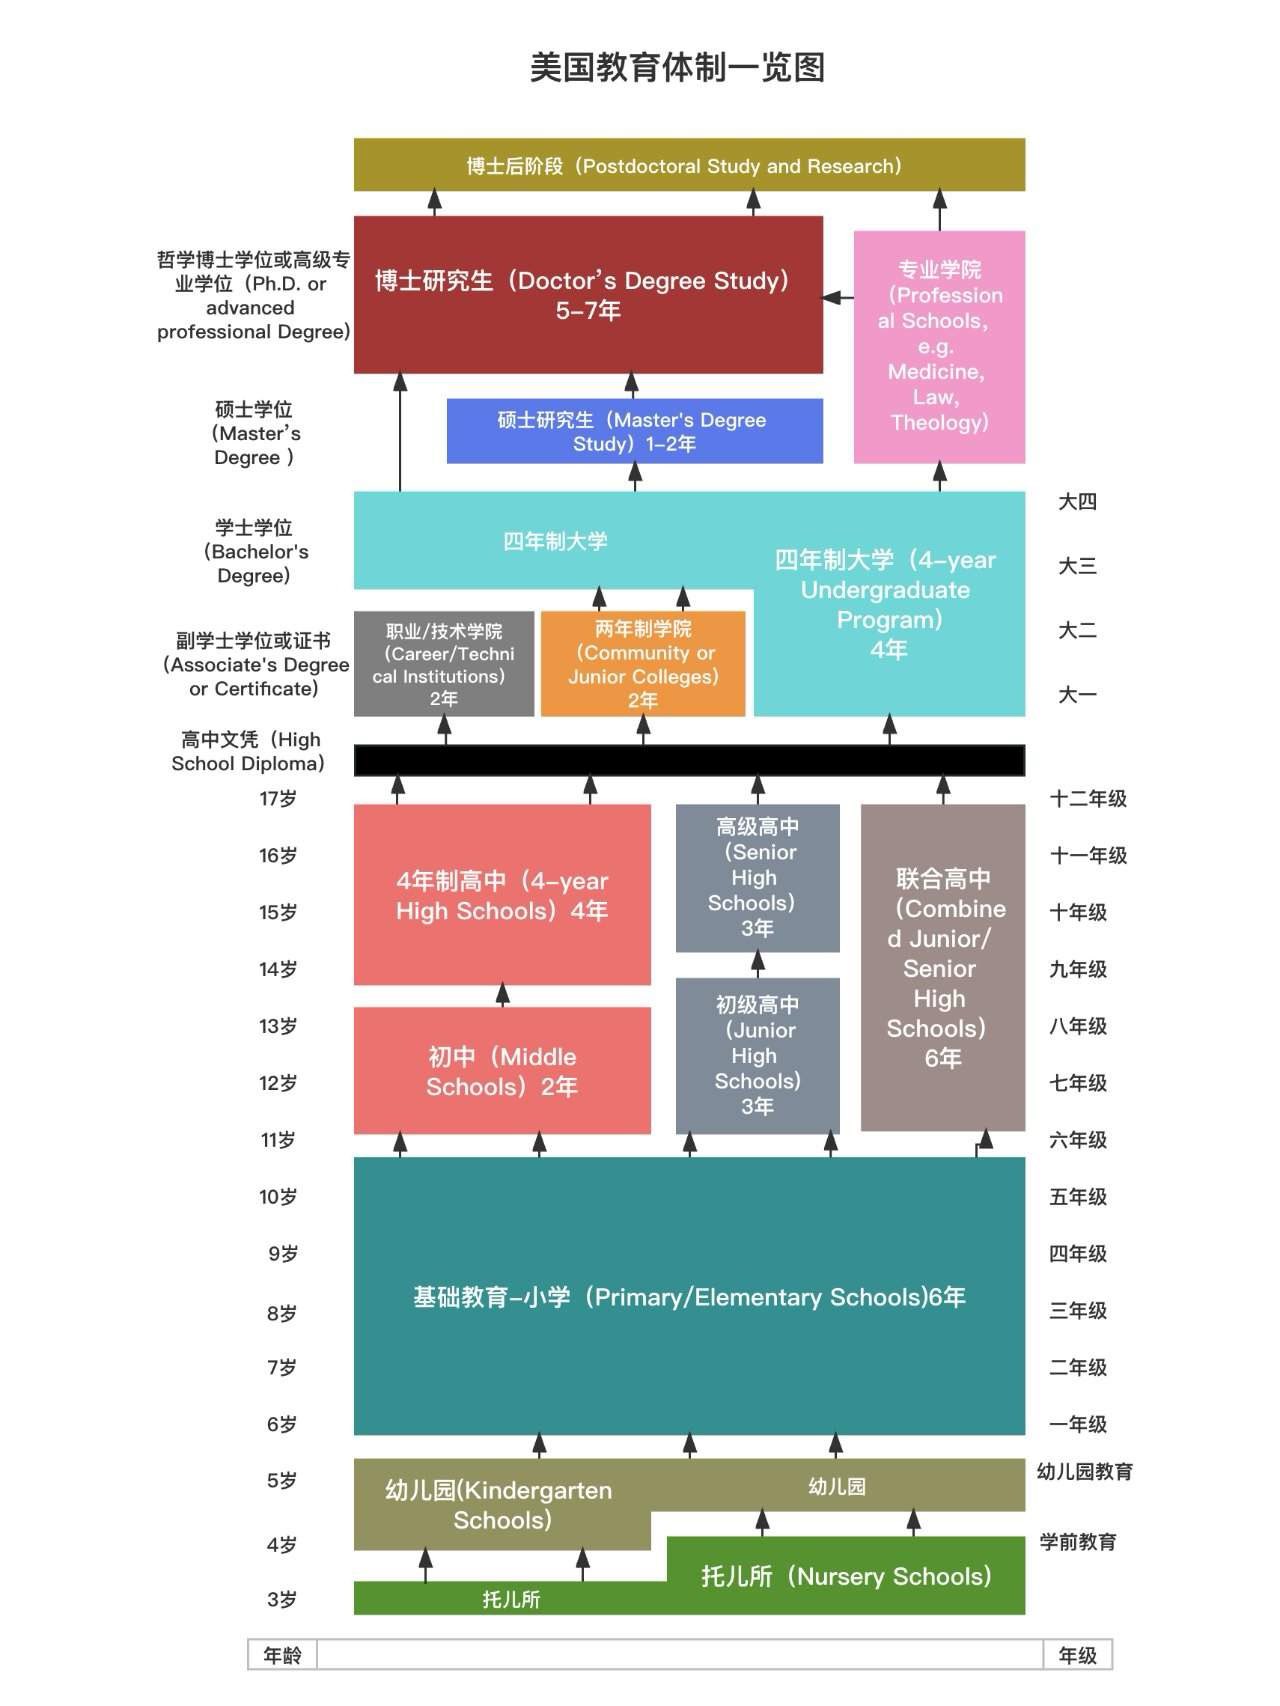 美国教育体制一览图
博士后阶段（Postdoctoral Study and Research）
哲学博士学位或高级专
业学位（Ph.D. or
advanced
professional Degree)
博士研究生（Doctor’s Degree Study）
5-7年
专业学院
（Profession
al Schools,
e.g.
Medicine,
Law,
Theology）
硕士学位
（Master’s
Degree ）
硕士研究生（Master's Degree
Study）1-2年
学士学位
（Bachelor's
Degree）
四年制大学
四年制大学（4-year
Undergraduate
Program）
4年
大四
大三
大二
大一
副学士学位或证书
（Associate's Degree
or Certificate）
职业/技术学院
（Career/Techni
cal Institutions）
2年
两年制学院
（Community or
Junior Colleges）
2年
高中文凭（High
School Diploma）
17岁
十二年级
16岁
十一年级
15岁
十年级
14岁
九年级
13岁
八年级
12岁
七年级
11岁
六年级
4年制高中（4-year
High Schools）4年
高级高中
（Senior
High
Schools）
3年
联合高中
（Combine
d Junior/
Senior
High
Schools）
6年
初中（Middle
Schools）2年
初级高中
（Junior
High
Schools）
3年
10岁
五年级
9岁
四年级
基础教育-小学（Primary/Elementary Schools)6年
8岁
三年级
7岁
二年级
6岁
一年级
5岁
幼儿园(Kindergarten
Schools）
幼儿园
幼儿园教育
4岁
学前教育
托儿所（Nursery Schools）
3岁
托儿所
年龄
年级